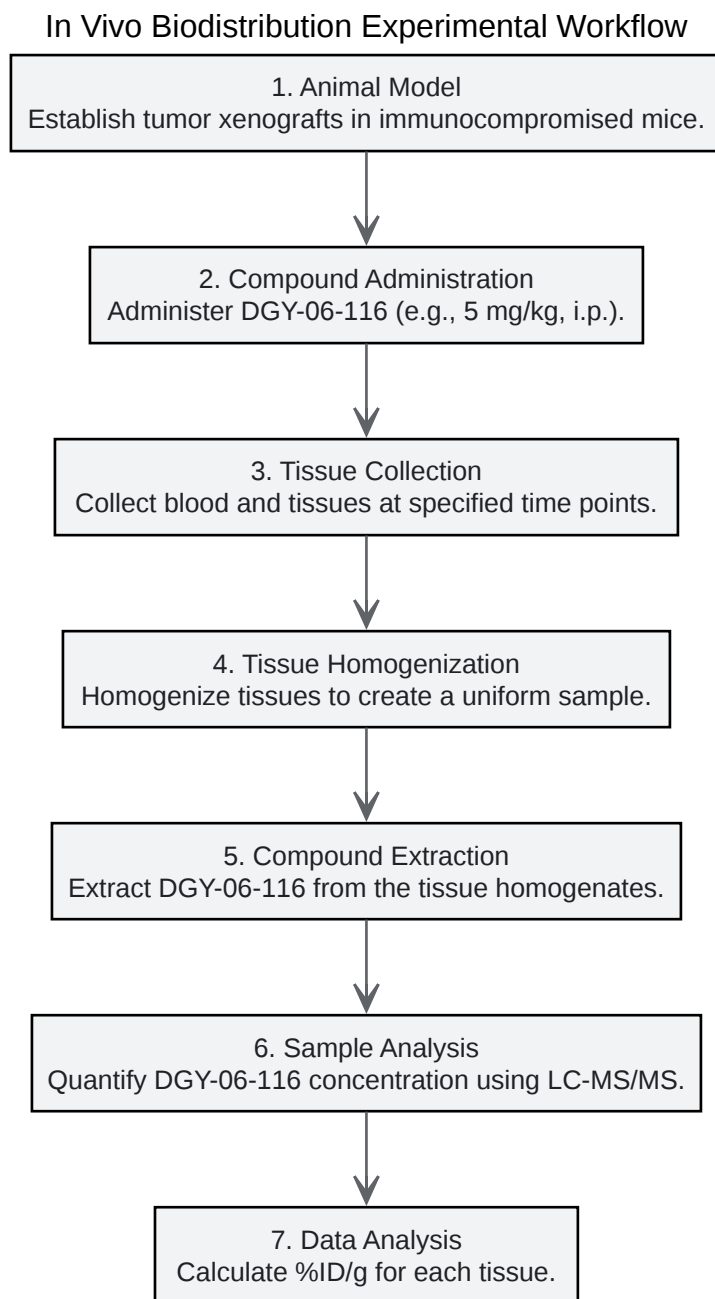 In Vivo Biodistribution Experimental Workflow
1. Animal Model
Establish tumor xenografts in immunocompromised mice.
2. Compound Administration
Administer DGY-06-116 (e.g., 5 mg/kg, i.p.).
3. Tissue Collection
Collect blood and tissues at specified time points.
4. Tissue Homogenization
Homogenize tissues to create a uniform sample.
5. Compound Extraction
Extract DGY-06-116 from the tissue homogenates.
6. Sample Analysis
Quantify DGY-06-116 concentration using LC-MS/MS.
7. Data Analysis
Calculate %ID/g for each tissue.